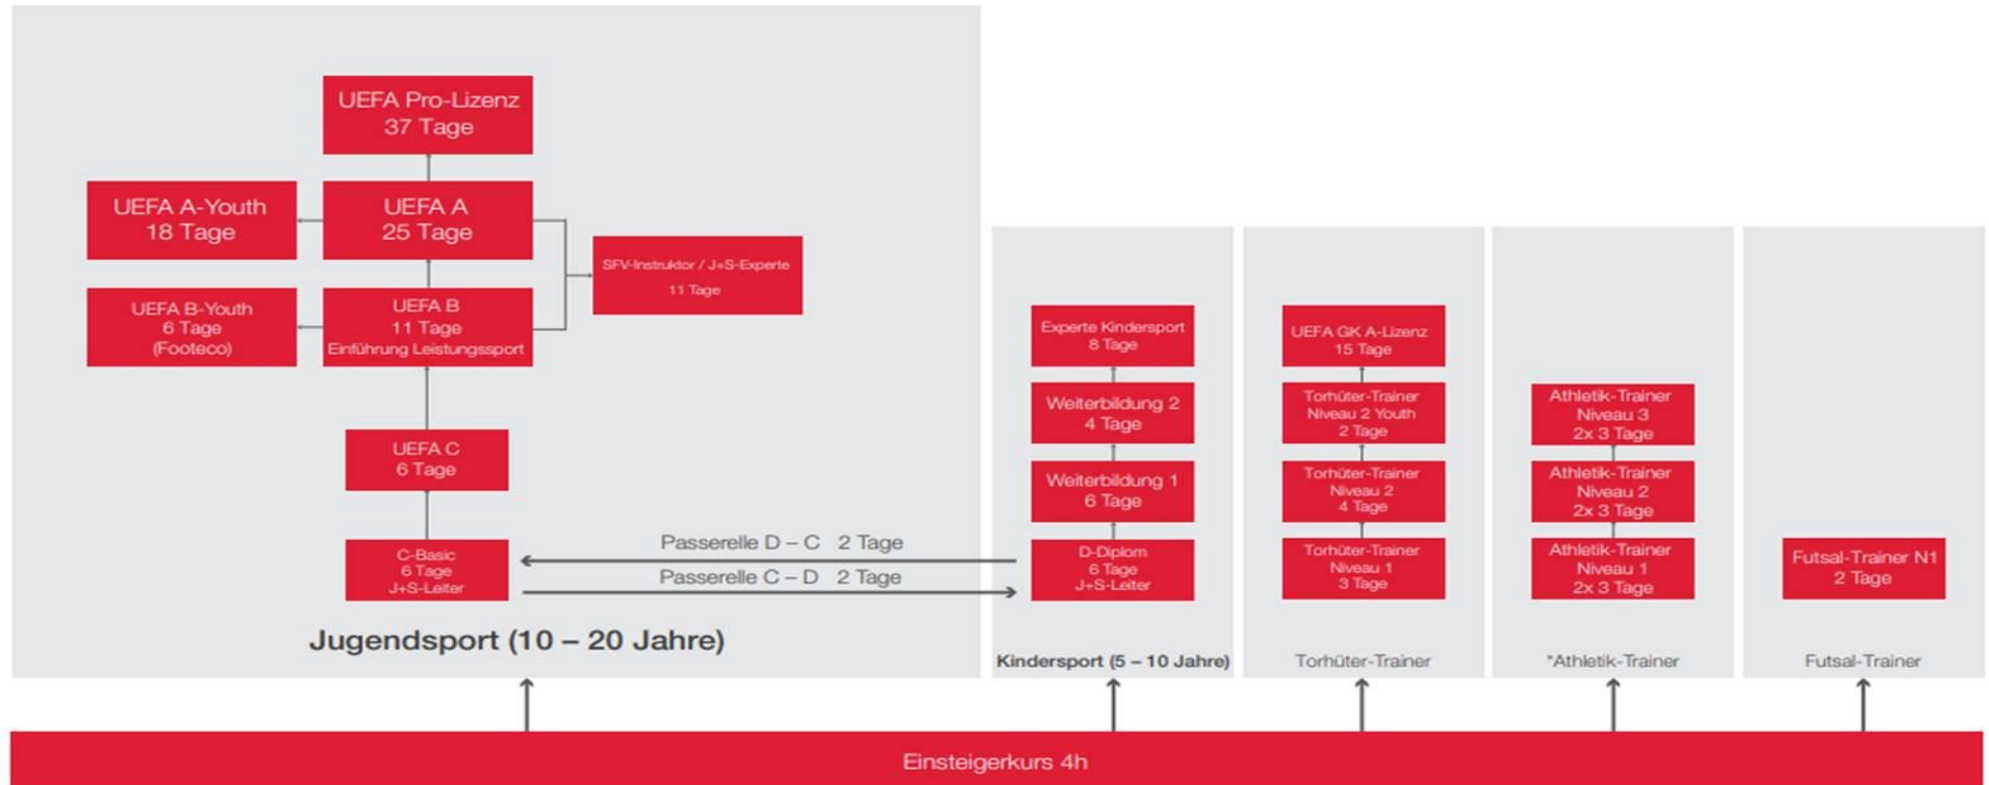 UEFA Pro-Lizenz
37 Tage
UEFA A-Youth
18 Tage
UEFA A
25 Tage
SFV-Instruktor / J+S-Experte
11 Tage
UEFA B-Youth
6 Tage
(Footeco)
UEFA B
11 Tage
Einführung Leistungssport
UEFA C
6 Tage
C-Basic
6 Tage
J+S-Leiter
Passerelle D – C 2 Tage
Passerelle C – D 2 Tage
Jugendsport (10 – 20 Jahre)
Experte Kindersport
8 Tage
Weiterbildung 2
4 Tage
Weiterbildung 1
6 Tage
D-Diplom
6 Tage
J+S-Leiter
Kindersport (5 – 10 Jahre)
UEFA GK A-Lizenz
15 Tage
Torhüter-Trainer
Niveau 2 Youth
2 Tage
Torhüter-Trainer
Niveau 2
4 Tage
Torhüter-Trainer
Niveau 1
3 Tage
Torhüter-Trainer
Athletik-Trainer
Niveau 3
2x 3 Tage
Athletik-Trainer
Niveau 2
2x 3 Tage
Athletik-Trainer
Niveau 1
2x 3 Tage
*Athletik-Trainer
Futsal-Trainer N1
2 Tage
Futsal-Trainer
Einsteigerkurs 4h